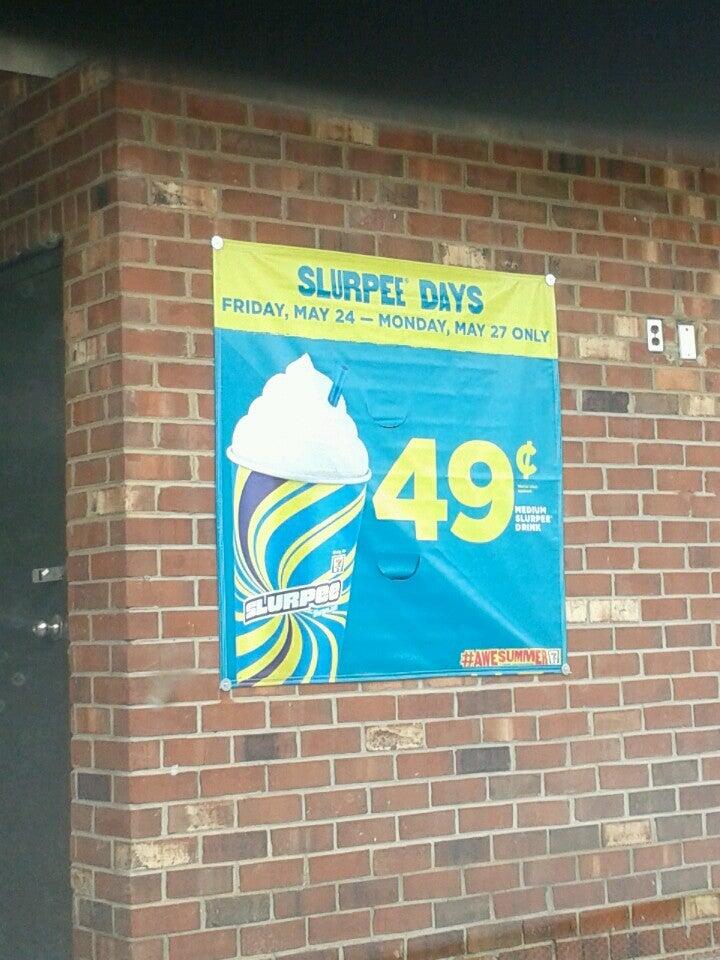 SLURPEE® DAYS
FRIDAY, MAY 24 — MONDAY, MAY 27 ONLY
49¢
MEDIUM
SLURPEE®
DRINK
SLURPEE
#AWESUMMER